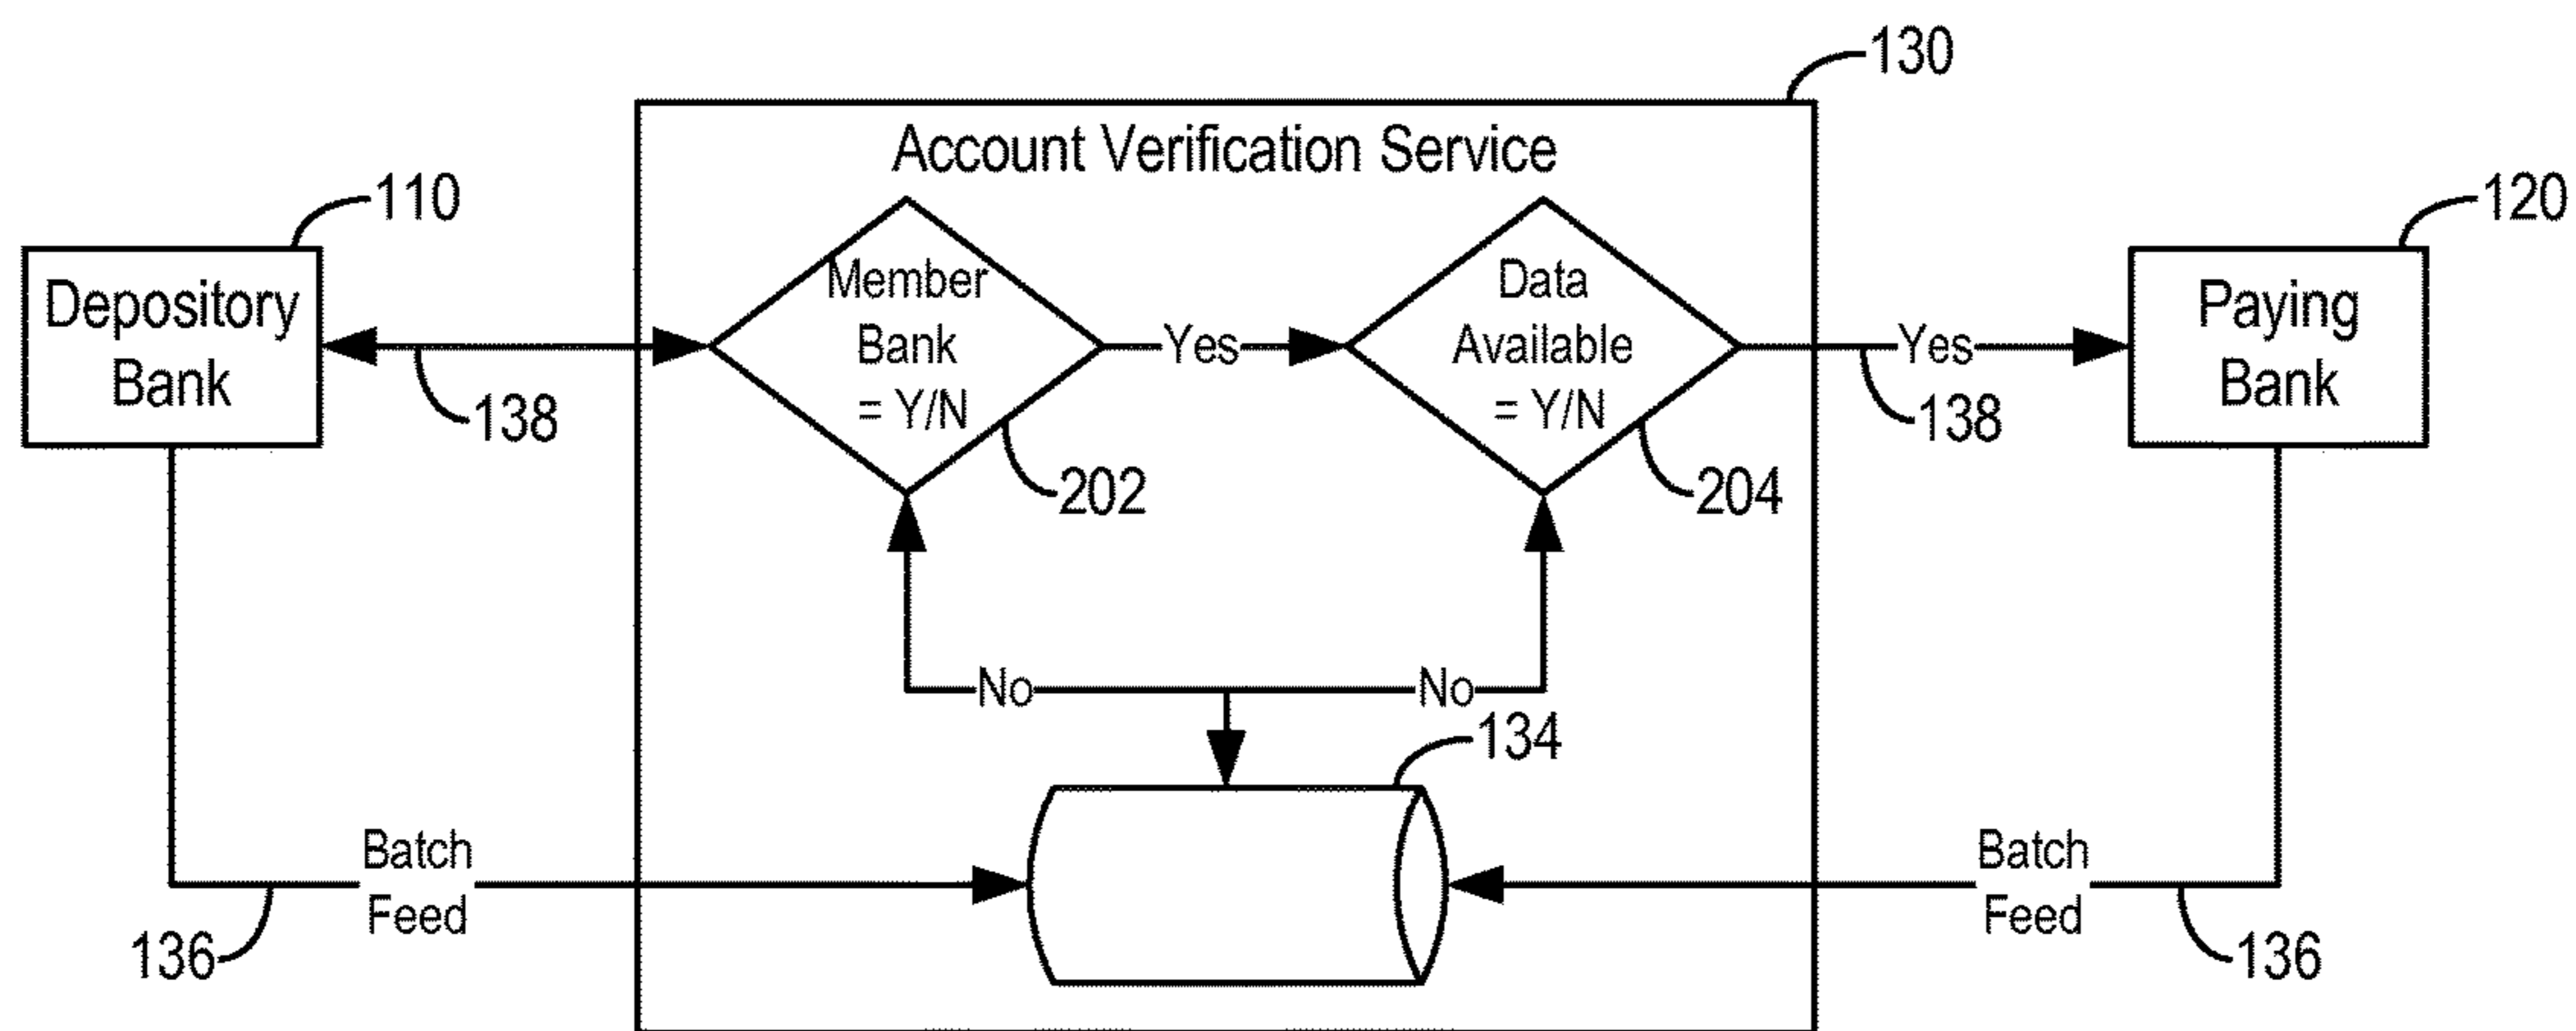 130
Account Verification Service
110
120
Depository
Bank
Member
Bank
= Y/N
Yes
Data
Available
= Y/N
Yes
Paying
Bank
138
138
202
204
No
No
134
Batch
Feed
Batch
Feed
136
136